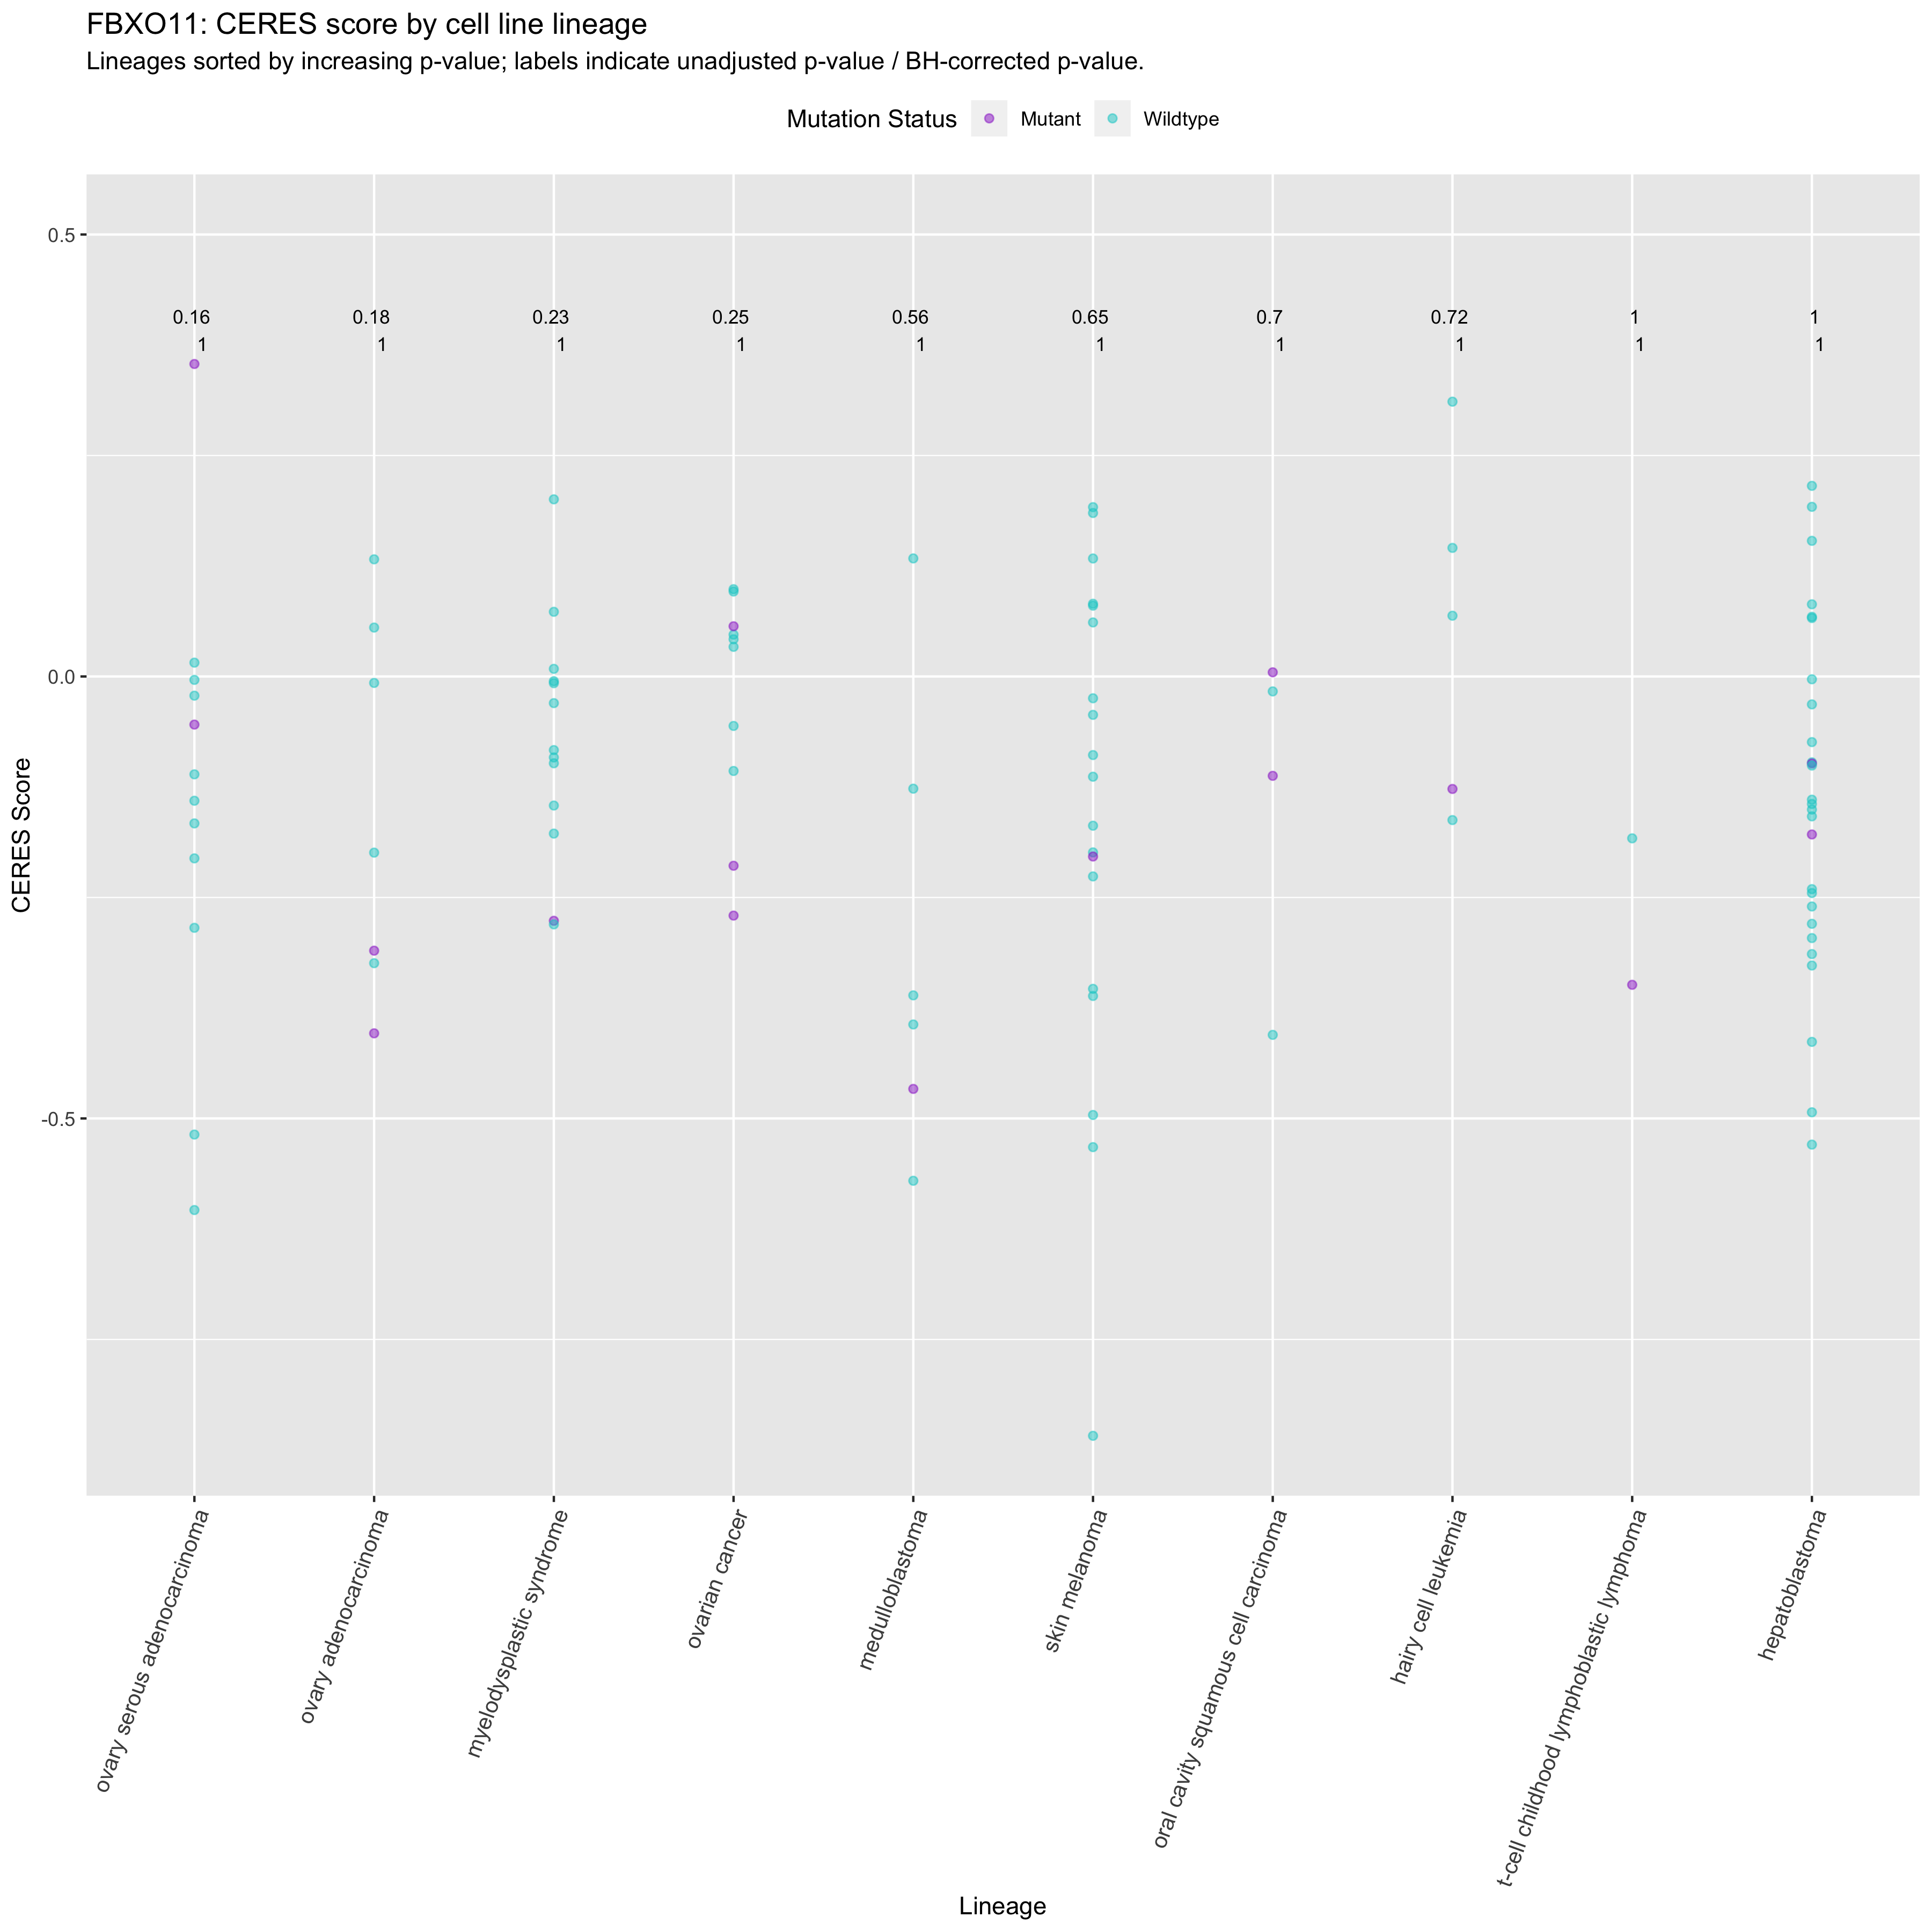 FBXO11: CERES score by cell line lineage
Lineages sorted by increasing p-value; labels indicate unadjusted p-value / BH-corrected p-value.
Mutation Status Mutant Wildtype
0.5
0.16 0.18 0.23 0.25 0.56 0.65 0.7 0.72 1 1
1 1 1 1 1 1 1 1 1 1
0.0
CERES Score
-0.5
ovary serous adenocarcinoma
ovary adenocarcinoma
myelodysplastic syndrome
ovarian cancer
medulloblastoma
skin melanoma
oral cavity squamous cell carcinoma
hairy cell leukemia
t-cell childhood lymphoblastic lymphoma
hepatoblastoma
Lineage